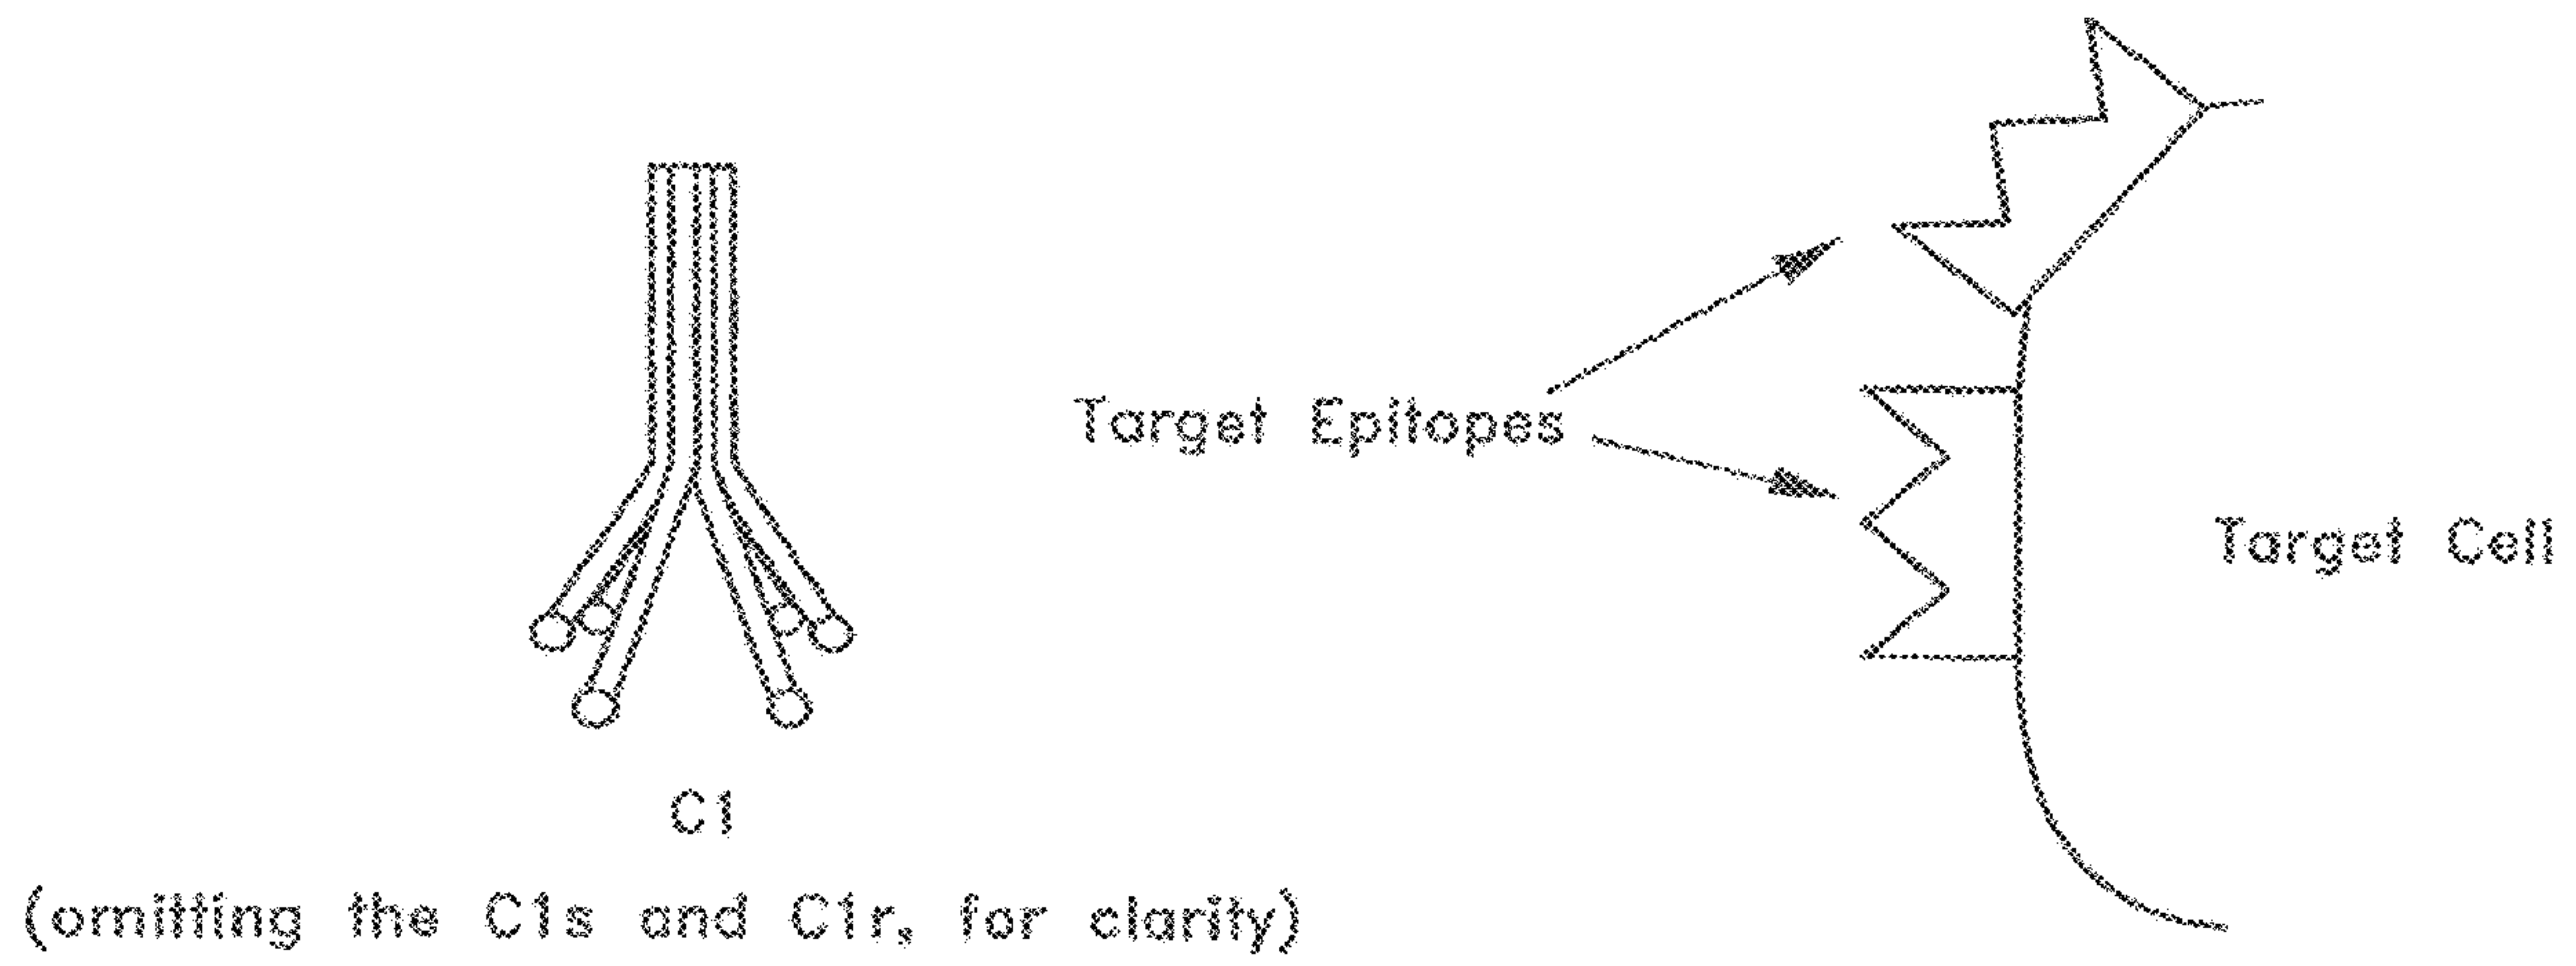 Target Epitopes
Target Cell
C1
(omitting the C1s and C1r, for clarity)